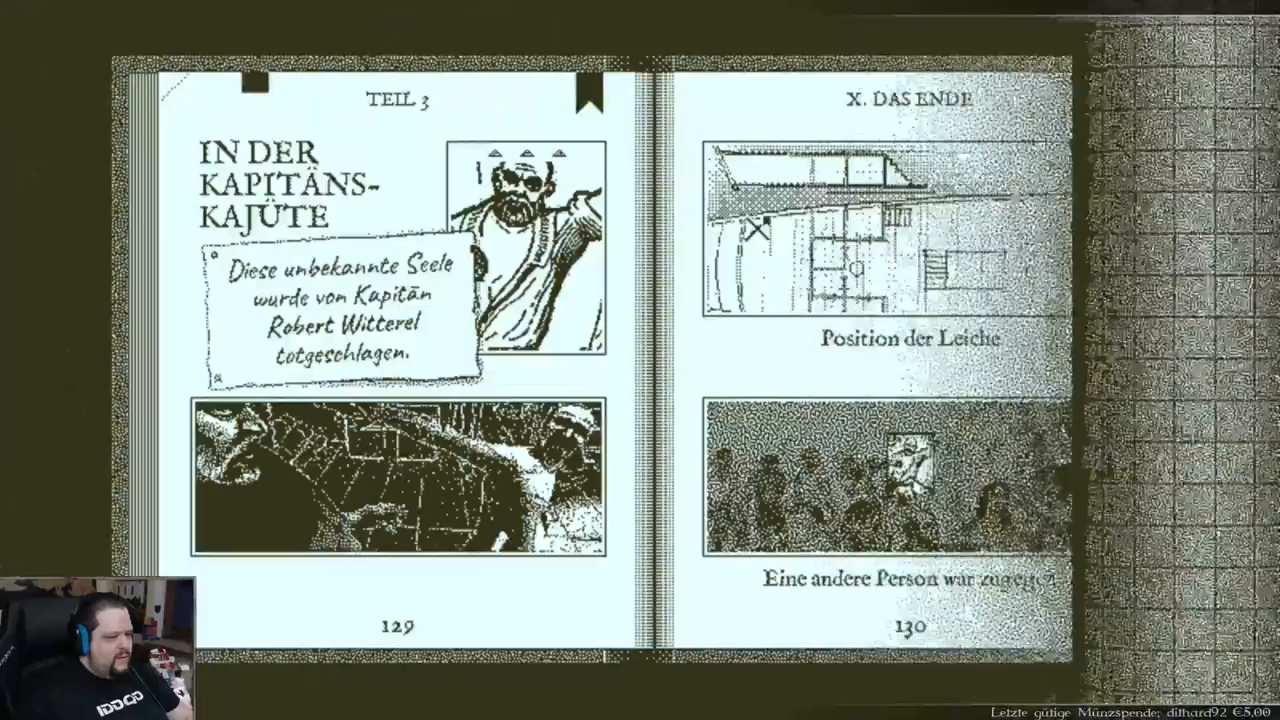 TEIL 3
IN DER
KAPITÄNS-
KAJÜTE
Diese unbekannte Seele
wurde von Kapitän
Robert Witterel
totgeschlagen.
129
X. DAS ENDE
Position der Leiche
Eine andere Person war zugegen
130
IDDQD
Letzte gütige Münzspende: dithard92 €5.00